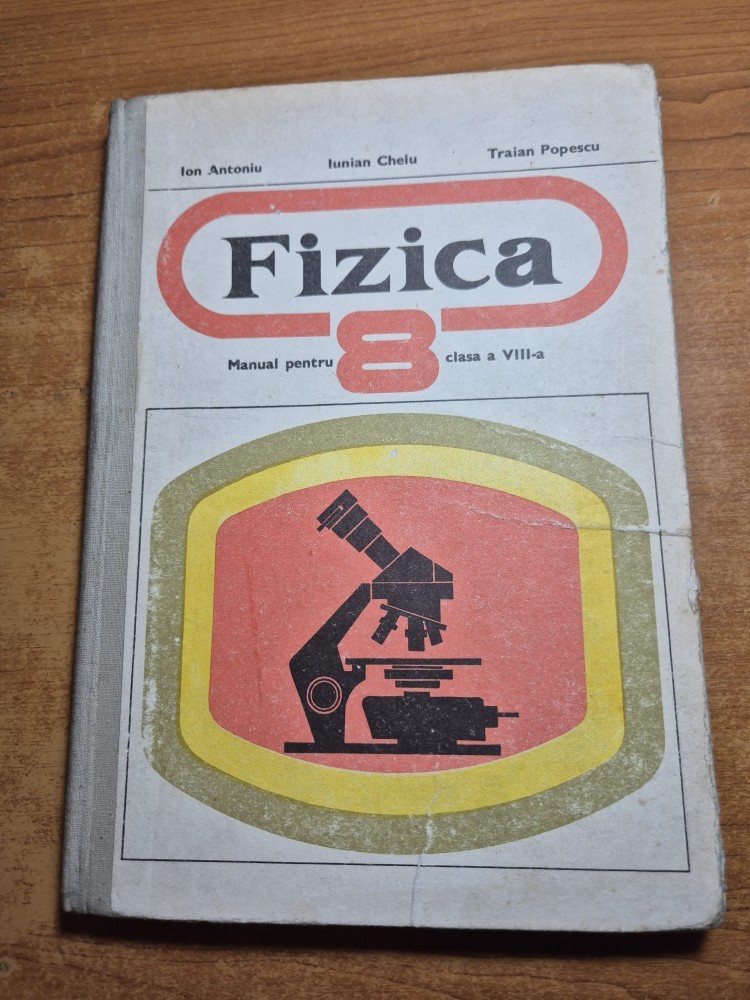 Ion Antoniu Iunian Chelu Traian Popescu
Fizica
8
Manual pentru clasa a VIII-a